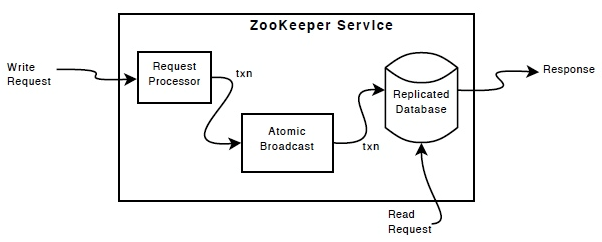 ZooKeeper Service
Write
Request
Request
Processor
txn
Atomic
Broadcast
txn
Replicated
Database
Response
Read
Request